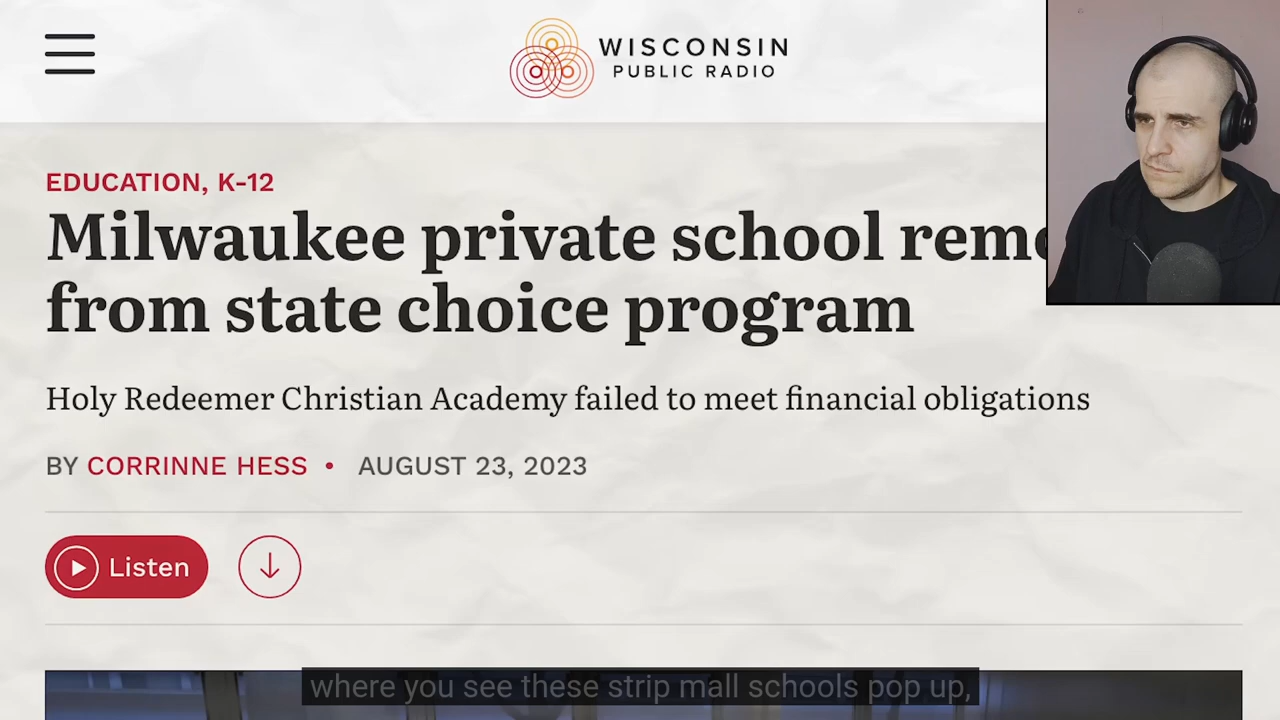 WISCONSIN
PUBLIC RADIO
EDUCATION, K-12
Milwaukee private school
from state choice program
Holy Redeemer Christian Academy failed to meet financial obligations
BY CORRINNE HESS • AUGUST 23, 2023
Listen
where you see these strip mall schools pop up,